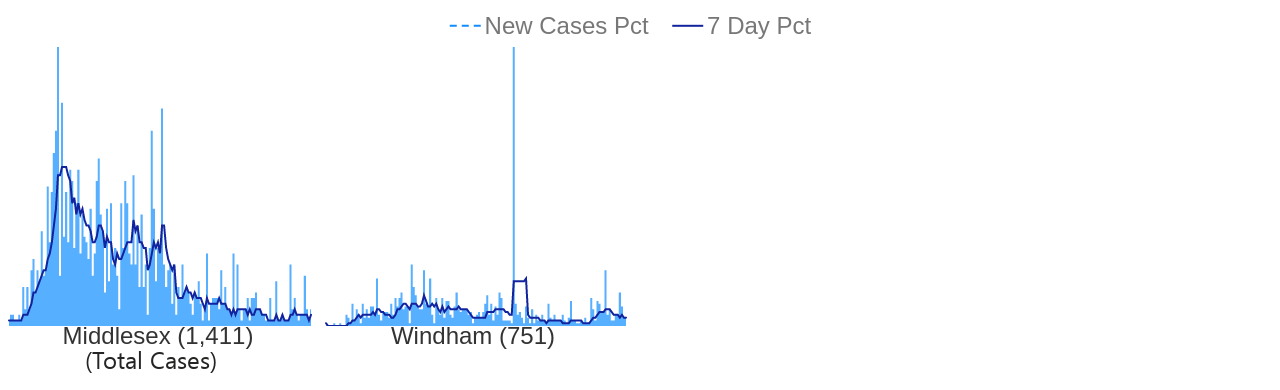 New Cases Pct 7 Day Pct
Middlesex (1,411) Windham (751)
(Total Cases)